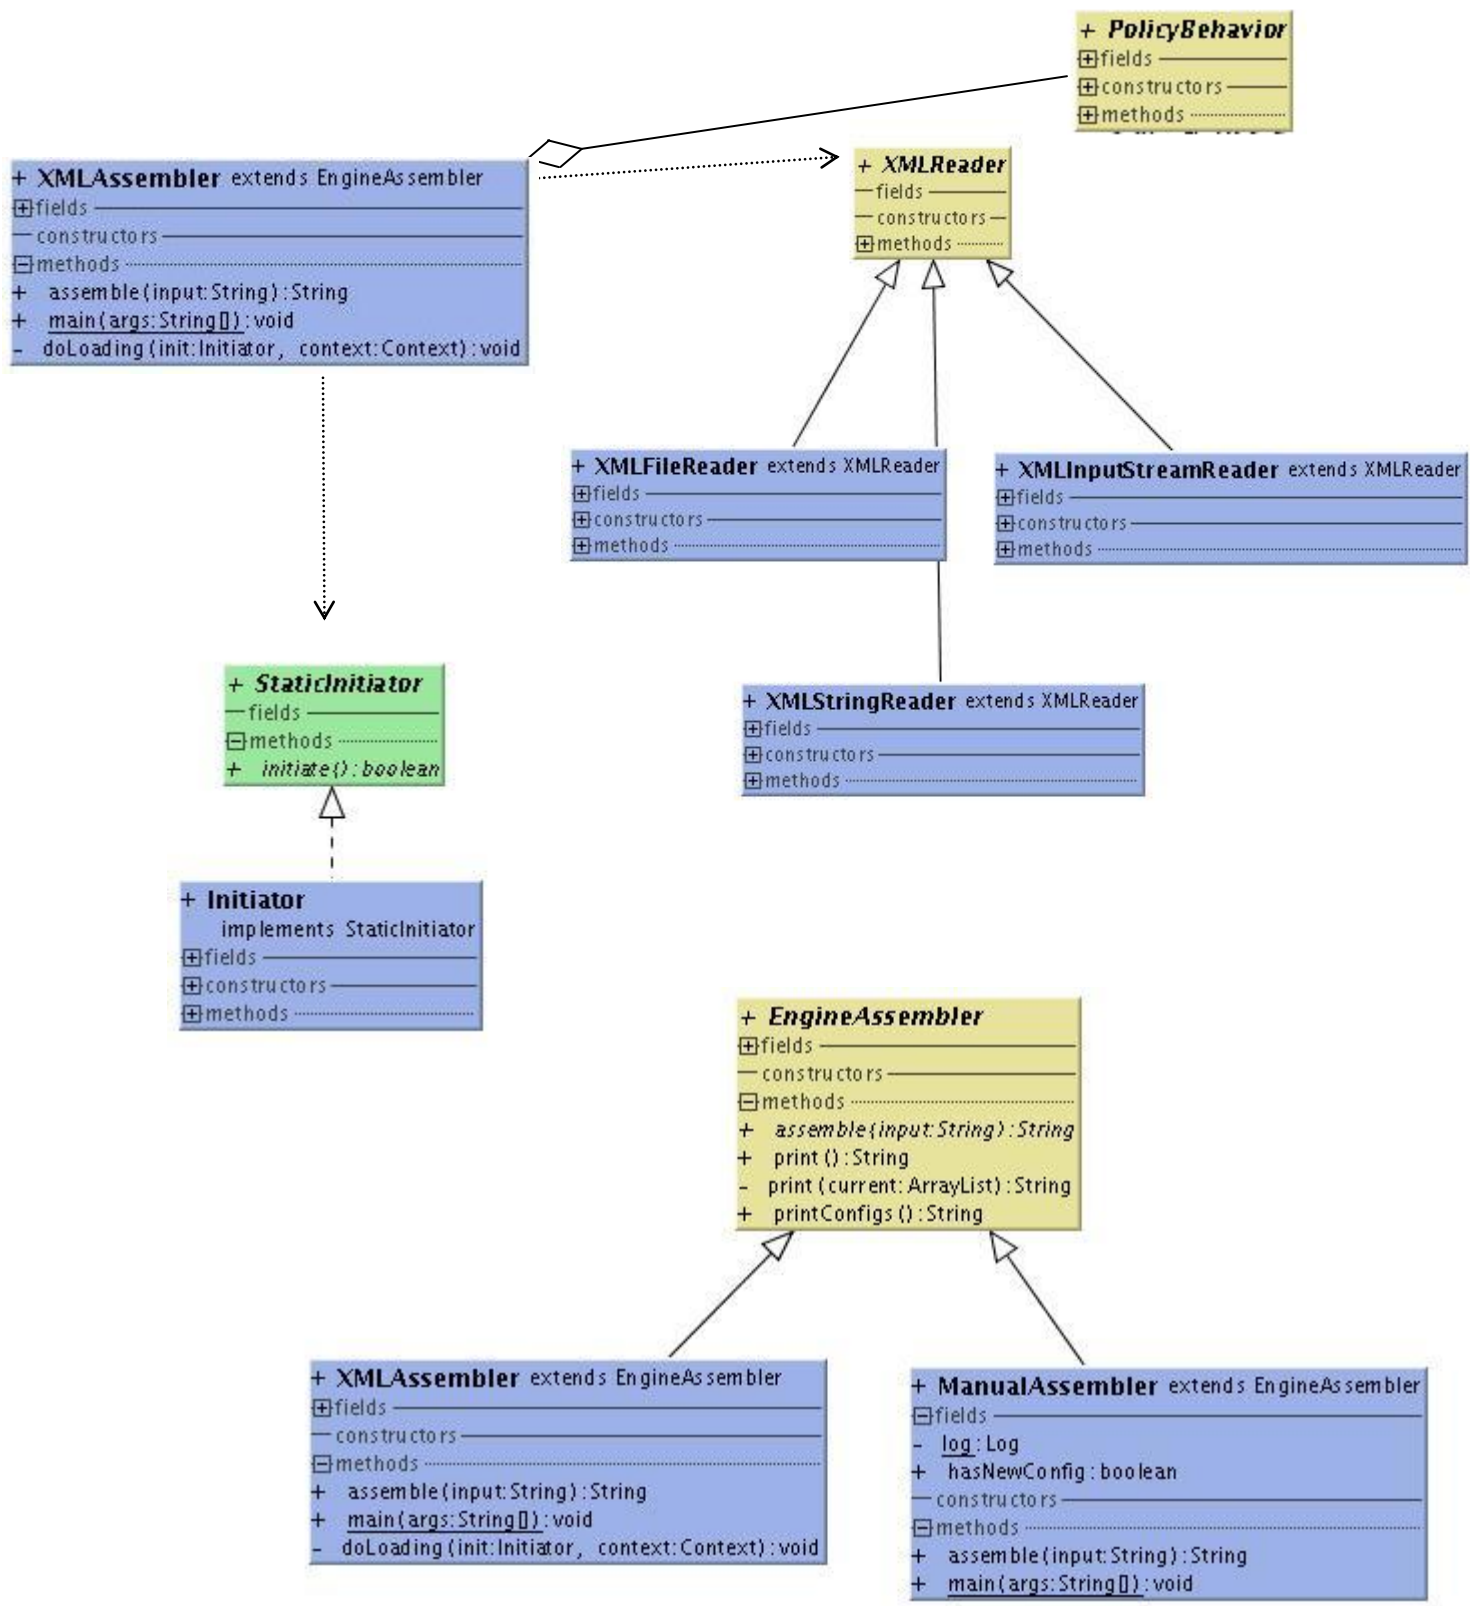 + PolicyBehavior
fields
constructors
methods
+ XMLAssembler extends EngineAssembler
fields
constructors
methods
+ assemble(input:String):String
+ main(args:String[]):void
- doLoading(init:Initiator, context:Context):void
+ XMLReader
fields
constructors
methods
+ XMLFileReader extends XMLReader
fields
constructors
methods
+ XMLInputStreamReader extends XMLReader
fields
constructors
methods
+ StaticInitiator
fields
methods
+ initiate():boolean
+ XMLStringReader extends XMLReader
fields
constructors
methods
+ Initiator
implements StaticInitiator
fields
constructors
methods
+ EngineAssembler
fields
constructors
methods
+ assemble(input:String):String
+ print():String
- print(current:ArrayList):String
+ printConfigs():String
+ XMLAssembler extends EngineAssembler
fields
constructors
methods
+ assemble(input:String):String
+ main(args:String[]):void
- doLoading(init:Initiator, context:Context):void
+ ManualAssembler extends EngineAssembler
fields
- log:Log
+ hasNewConfig:boolean
constructors
methods
+ assemble(input:String):String
+ main(args:String[]):void